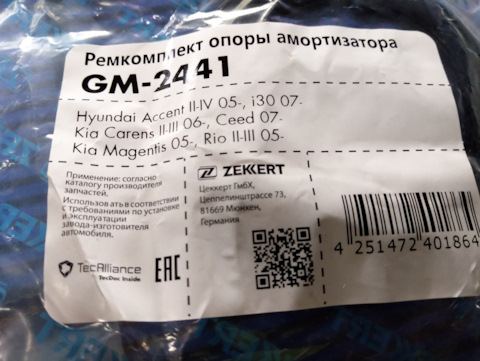 Ремкомплект опоры амортизатора
GM-2441
Hyundai Accent II-IV 05-, i30 07-
Kia Carens II-III 06-, Ceed 07-
Kia Magentis 05-, Rio II-III 05-
Применение: согласно
каталогу производителя
запчастей.
Использовать в соответствии
с требованиями по установке
и эксплуатации
завода-изготовителя
автомобиля.
ZEKKERT
Цеккерт ГмбХ,
Цеппелинштрассе 73,
81669 Мюнхен,
Германия
TecAlliance
TecDoc Inside
EAC
4 251472 401864